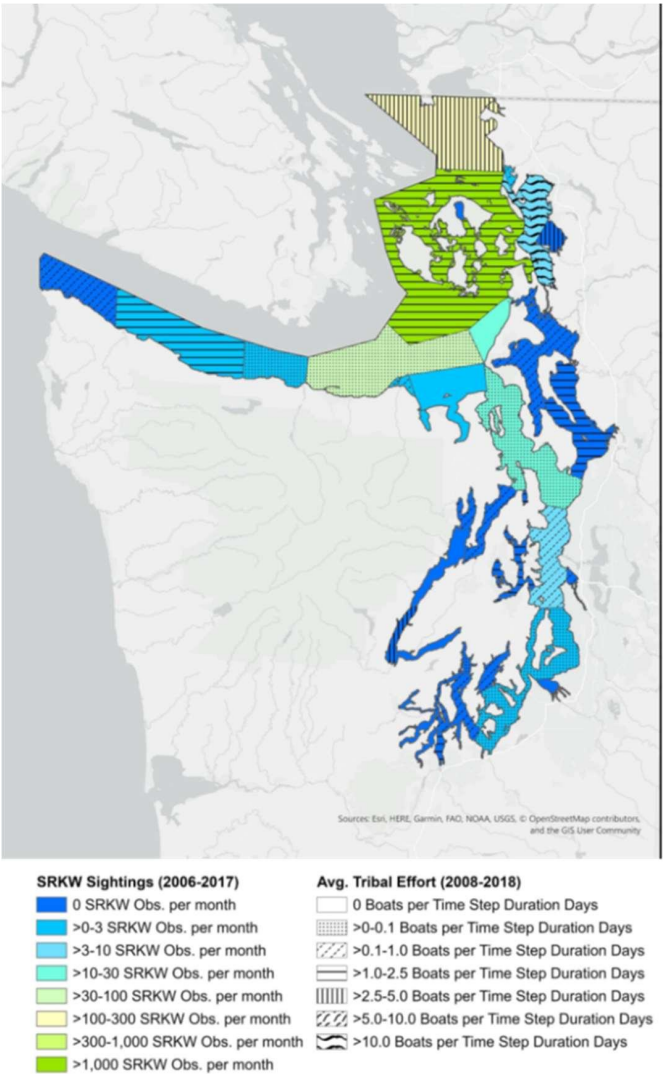 Sources: Esri, HERE, Garmin, FAO, NOAA, USGS, © OpenStreetMap contributors,
and the GIS User Community
SRKW Sightings (2006-2017)
0 SRKW Obs. per month
>0-3 SRKW Obs. per month
>3-10 SRKW Obs. per month
>10-30 SRKW Obs. per month
>30-100 SRKW Obs. per month
>100-300 SRKW Obs. per month
>300-1,000 SRKW Obs. per month
>1,000 SRKW Obs. per month
Avg. Tribal Effort (2008-2018)
0 Boats per Time Step Duration Days
>0-0.1 Boats per Time Step Duration Days
>0.1-1.0 Boats per Time Step Duration Days
>1.0-2.5 Boats per Time Step Duration Days
>2.5-5.0 Boats per Time Step Duration Days
>5.0-10.0 Boats per Time Step Duration Days
>10.0 Boats per Time Step Duration Days